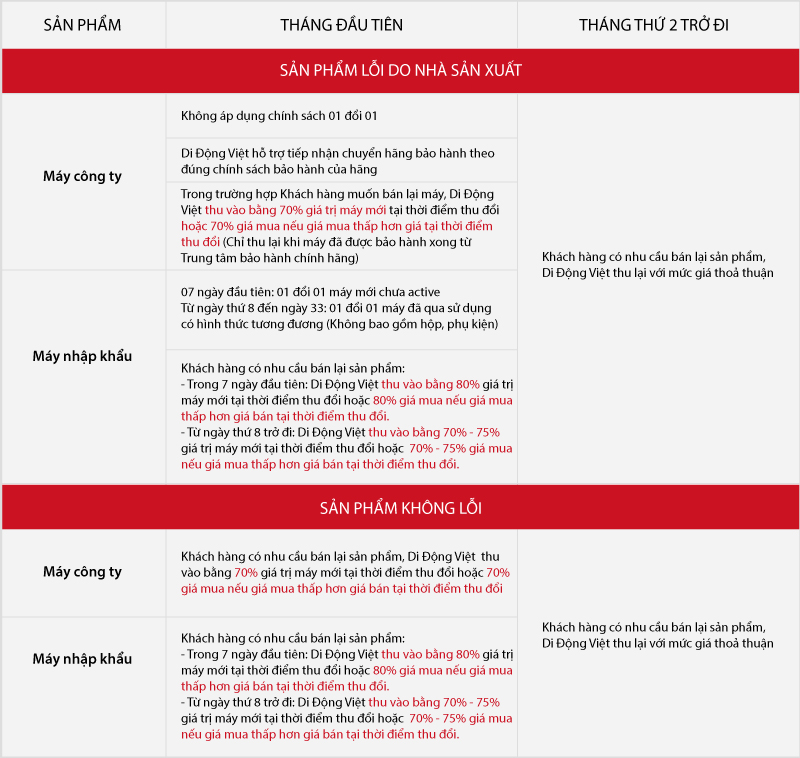 SẢN PHẨM
THÁNG ĐẦU TIÊN
THÁNG THỨ 2 TRỞ ĐI
SẢN PHẨM LỖI DO NHÀ SẢN XUẤT
Máy công ty
Không áp dụng chính sách 01 đổi 01
Di Động Việt hỗ trợ tiếp nhận chuyển hãng bảo hành theo
đúng chính sách bảo hành của hãng
Trong trường hợp Khách hàng muốn bán lại máy, Di Động
Việt thu vào bằng 70% giá trị máy mới tại thời điểm thu đổi
hoặc 70% giá mua nếu giá mua thấp hơn giá tại thời điểm
thu đổi (Chỉ thu lại khi máy đã được bảo hành xong từ
Trung tâm bảo hành chính hãng)
Khách hàng có nhu cầu bán lại sản phẩm,
Di Động Việt thu lại với mức giá thoả thuận
Máy nhập khẩu
07 ngày đầu tiên: 01 đổi 01 máy mới chưa active
Từ ngày thứ 8 đến ngày 33: 01 đổi 01 máy đã qua sử dụng
có hình thức tương đương (Không bao gồm hộp, phụ kiện)
Khách hàng có nhu cầu bán lại sản phẩm:
- Trong 7 ngày đầu tiên: Di Động Việt thu vào bằng 80% giá trị
máy mới tại thời điểm thu đổi hoặc 80% giá mua nếu giá mua
thấp hơn giá bán tại thời điểm thu đổi.
- Từ ngày thứ 8 trở đi: Di Động Việt thu vào bằng 70% - 75%
giá trị máy mới tại thời điểm thu đổi hoặc 70% - 75% giá mua
nếu giá mua thấp hơn giá bán tại thời điểm thu đổi.
SẢN PHẨM KHÔNG LỖI
Máy công ty
Khách hàng có nhu cầu bán lại sản phẩm, Di Động Việt thu
vào bằng 70% giá trị máy mới tại thời điểm thu đổi hoặc 70%
giá mua nếu giá mua thấp hơn giá bán tại thời điểm thu đổi
Khách hàng có nhu cầu bán lại sản phẩm,
Di Động Việt thu lại với mức giá thoả thuận
Máy nhập khẩu
Khách hàng có nhu cầu bán lại sản phẩm:
- Trong 7 ngày đầu tiên: Di Động Việt thu vào bằng 80% giá trị
máy mới tại thời điểm thu đổi hoặc 80% giá mua nếu giá mua
thấp hơn giá bán tại thời điểm thu đổi.
- Từ ngày thứ 8 trở đi: Di Động Việt thu vào bằng 70% - 75%
giá trị máy mới tại thời điểm thu đổi hoặc 70% - 75% giá mua
nếu giá mua thấp hơn giá bán tại thời điểm thu đổi.